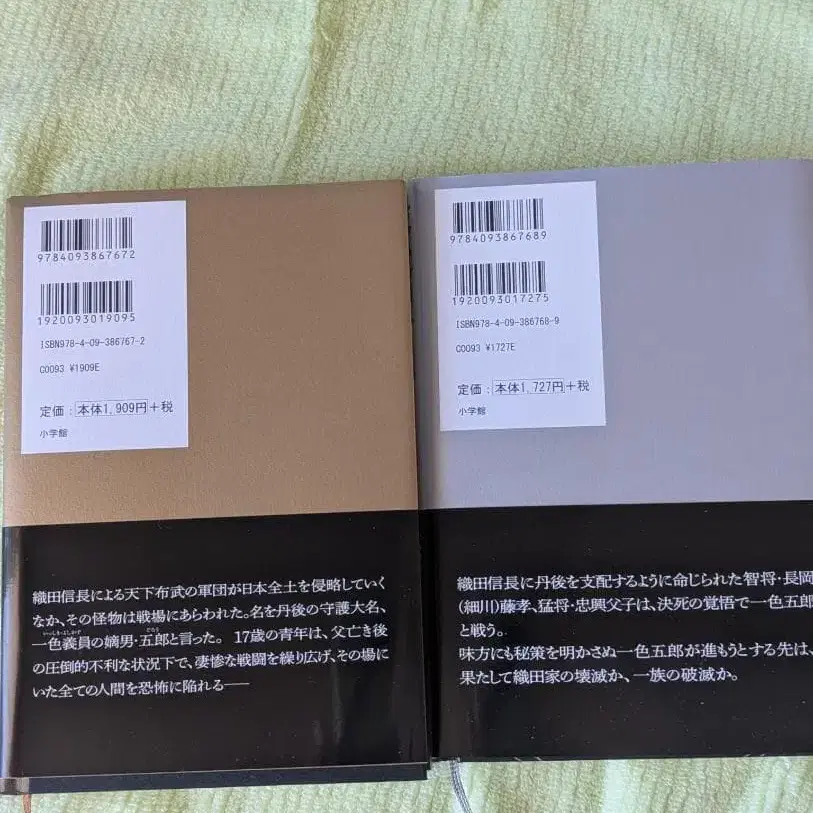 9784093867672
1920093019095
ISBN978-4-09-386767-2
C0093 ¥1909E
定価:本体1,909円+税
小学館
織田信長による天下布武の軍団が日本全土を侵略していく
なか、その怪物は戦場にあらわれた。名を丹後の守護大名、
いっしきよしかず ごろう
一色義員の嫡男・五郎と言った。 17歳の青年は、父亡き後
の圧倒的不利な状況下で、凄惨な戦闘を繰り広げ、その場に
いた全ての人間を恐怖に陥れる──
9784093867689
1920093017275
ISBN978-4-09-386768-9
C0093 ¥1727E
定価:本体1,727円+税
小学館
織田信長に丹後を支配するように命じられた智将・長岡
(細川)藤孝、猛将・忠興父子は、決死の覚悟で一色五郎
と戦う。
味方にも秘策を明かさぬ一色五郎が進もうとする先は、
果たして織田家の壊滅か、一族の破滅か。